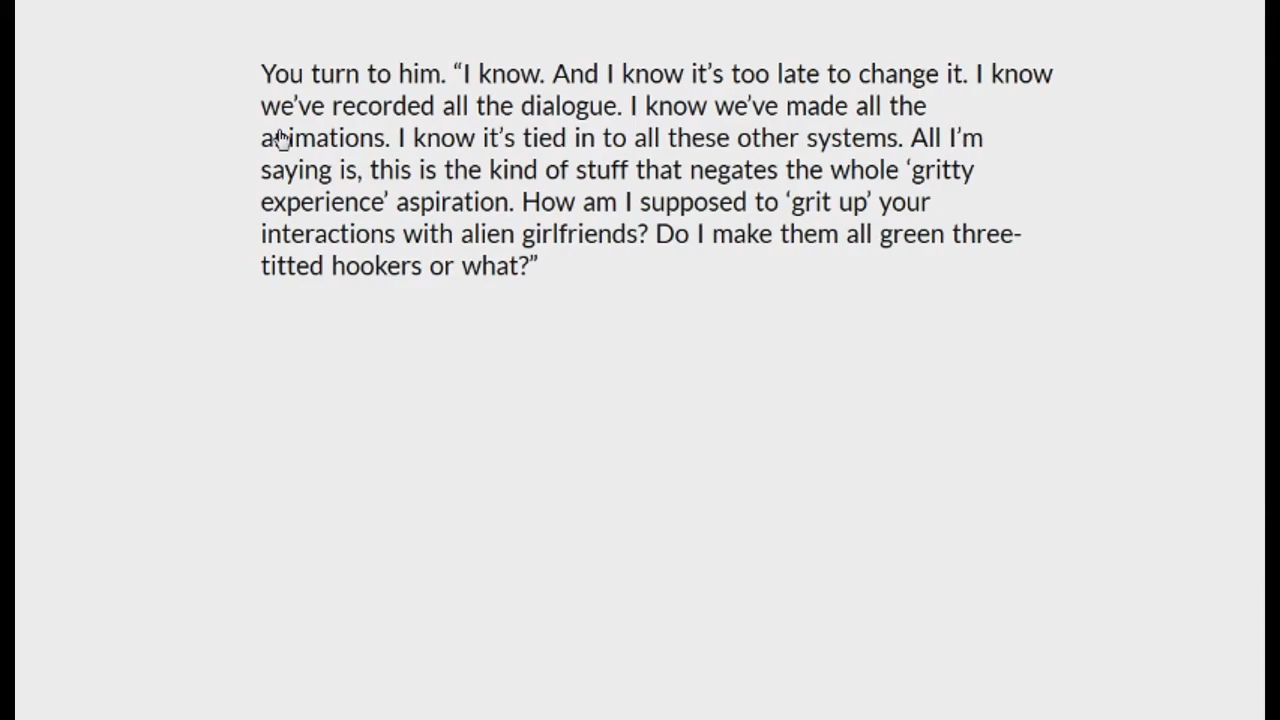 You turn to him. “I know. And I know it’s too late to change it. I know
we’ve recorded all the dialogue. I know we’ve made all the
animations. I know it’s tied in to all these other systems. All I’m
saying is, this is the kind of stuff that negates the whole ‘gritty
experience’ aspiration. How am I supposed to ‘grit up’ your
interactions with alien girlfriends? Do I make them all green three-
titted hookers or what?”